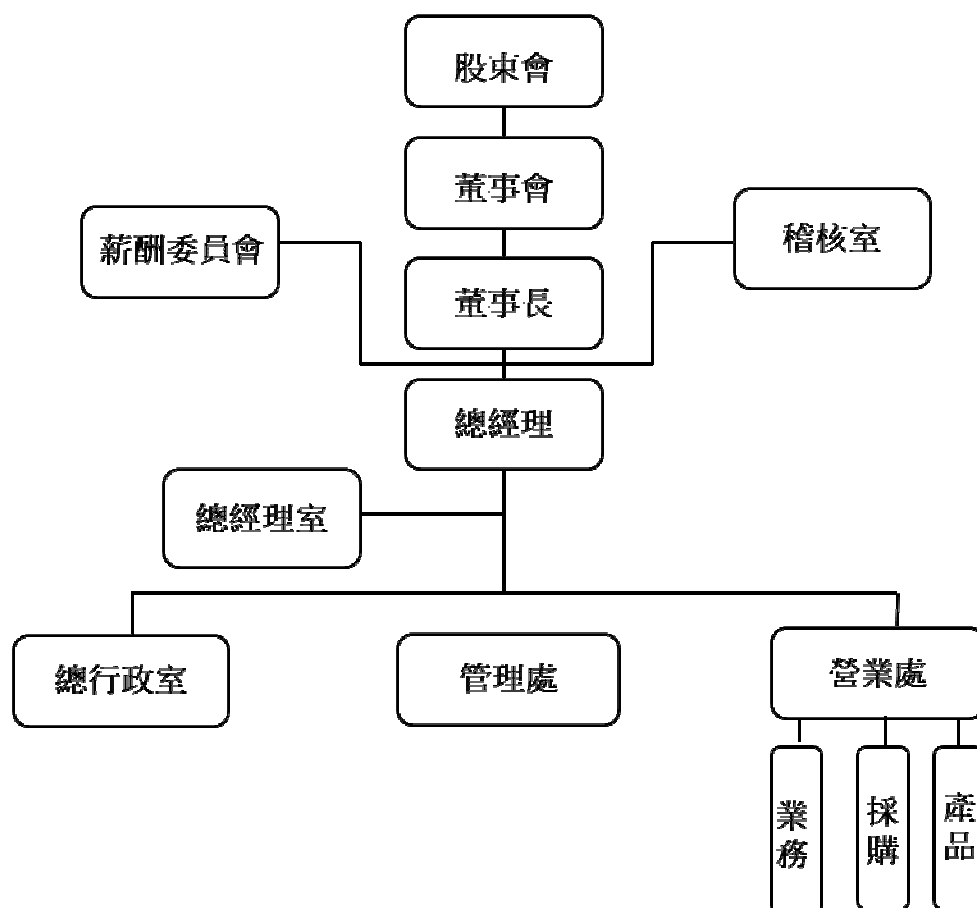 股東會
董事會
薪酬委員會
稽核室
董事長
總經理
總經理室
總行政室
管理處
營業處
業務
採購
產品